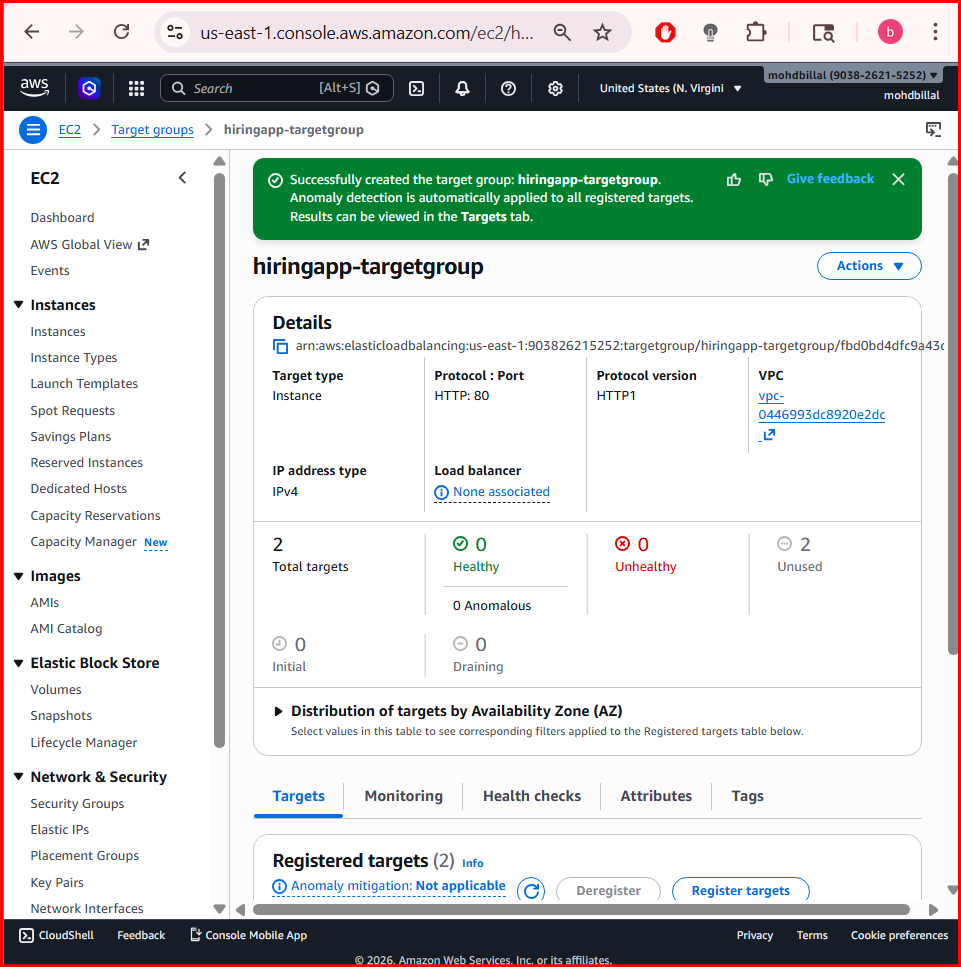 us-east-1.console.aws.amazon.com/ec2/h...
b
aws
Search
[Alt+S]
United States (N. Virgini
mohdbillal (9038-2621-5252)
mohdbillal
EC2
Target groups
hiringapp-targetgroup
EC2
Dashboard
AWS Global View
Events
Instances
Instances
Instance Types
Launch Templates
Spot Requests
Savings Plans
Reserved Instances
Dedicated Hosts
Capacity Reservations
Capacity Manager New
Images
AMIs
AMI Catalog
Elastic Block Store
Volumes
Snapshots
Lifecycle Manager
Network & Security
Security Groups
Elastic IPs
Placement Groups
Key Pairs
Network Interfaces
Successfully created the target group: hiringapp-targetgroup.
Anomaly detection is automatically applied to all registered targets.
Results can be viewed in the Targets tab.
Give feedback
hiringapp-targetgroup
Actions
Details
arn:aws:elasticloadbalancing:us-east-1:903826215252:targetgroup/hiringapp-targetgroup/fbd0bd4dfc9a43c
Target type
Instance
Protocol : Port
HTTP: 80
Protocol version
HTTP1
VPC
vpc-
0446993dc8920e2dc
IP address type
IPv4
Load balancer
None associated
2
Total targets
0
Healthy
0 Anomalous
0
Unhealthy
2
Unused
0
Initial
0
Draining
Distribution of targets by Availability Zone (AZ)
Select values in this table to see corresponding filters applied to the Registered targets table below.
Targets
Monitoring
Health checks
Attributes
Tags
Registered targets (2) Info
Anomaly mitigation: Not applicable
Deregister
Register targets
CloudShell
Feedback
Console Mobile App
Privacy
Terms
Cookie preferences
© 2026, Amazon Web Services, Inc. or its affiliates.